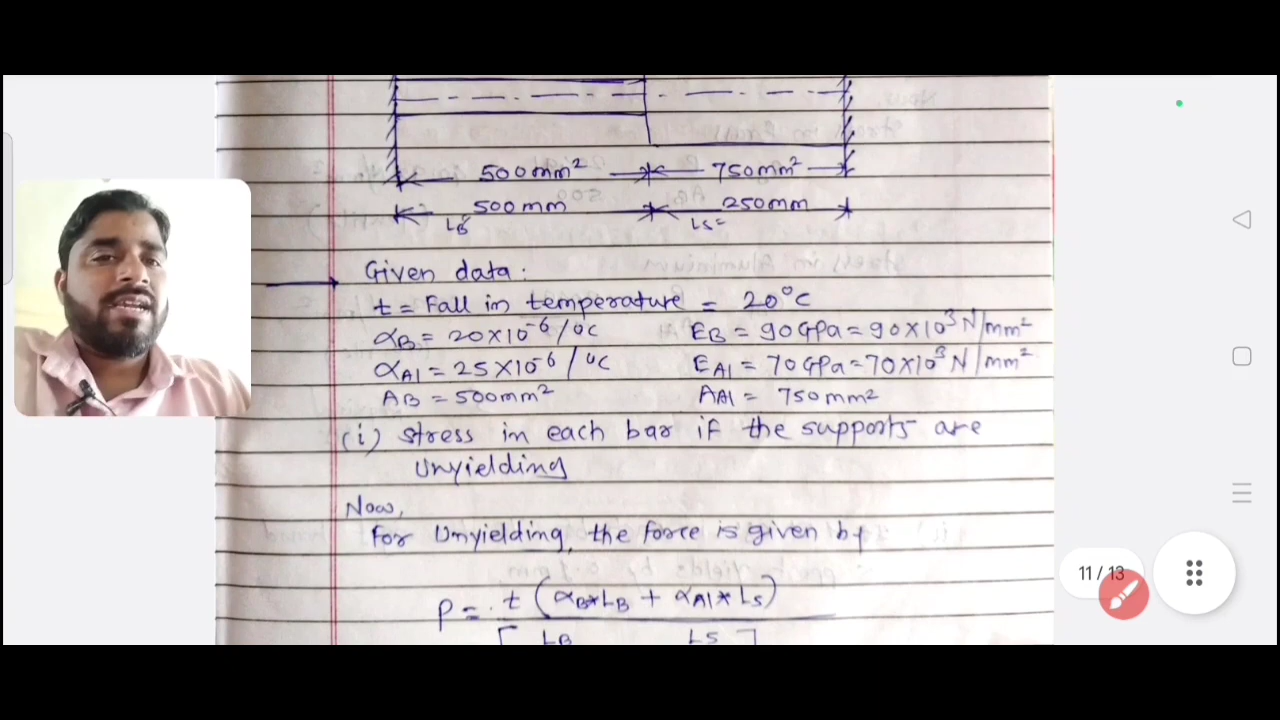 500mm² 750mm²
500mm 250mm
LB= LS=
Given data:
t = Fall in temperature = 20°C
αB = 20×10⁻⁶/°C EB = 90GPa = 90×10³ N/mm²
αAl = 25×10⁻⁶/°C EAl = 70GPa = 70×10³ N/mm²
AB = 500mm² AAl = 750mm²
(i) stress in each bar if the supports are
Unyielding
Now,
For Unyielding, the force is given by
P = t (αB*LB + αAl*LS)
LB LS
11 / 13